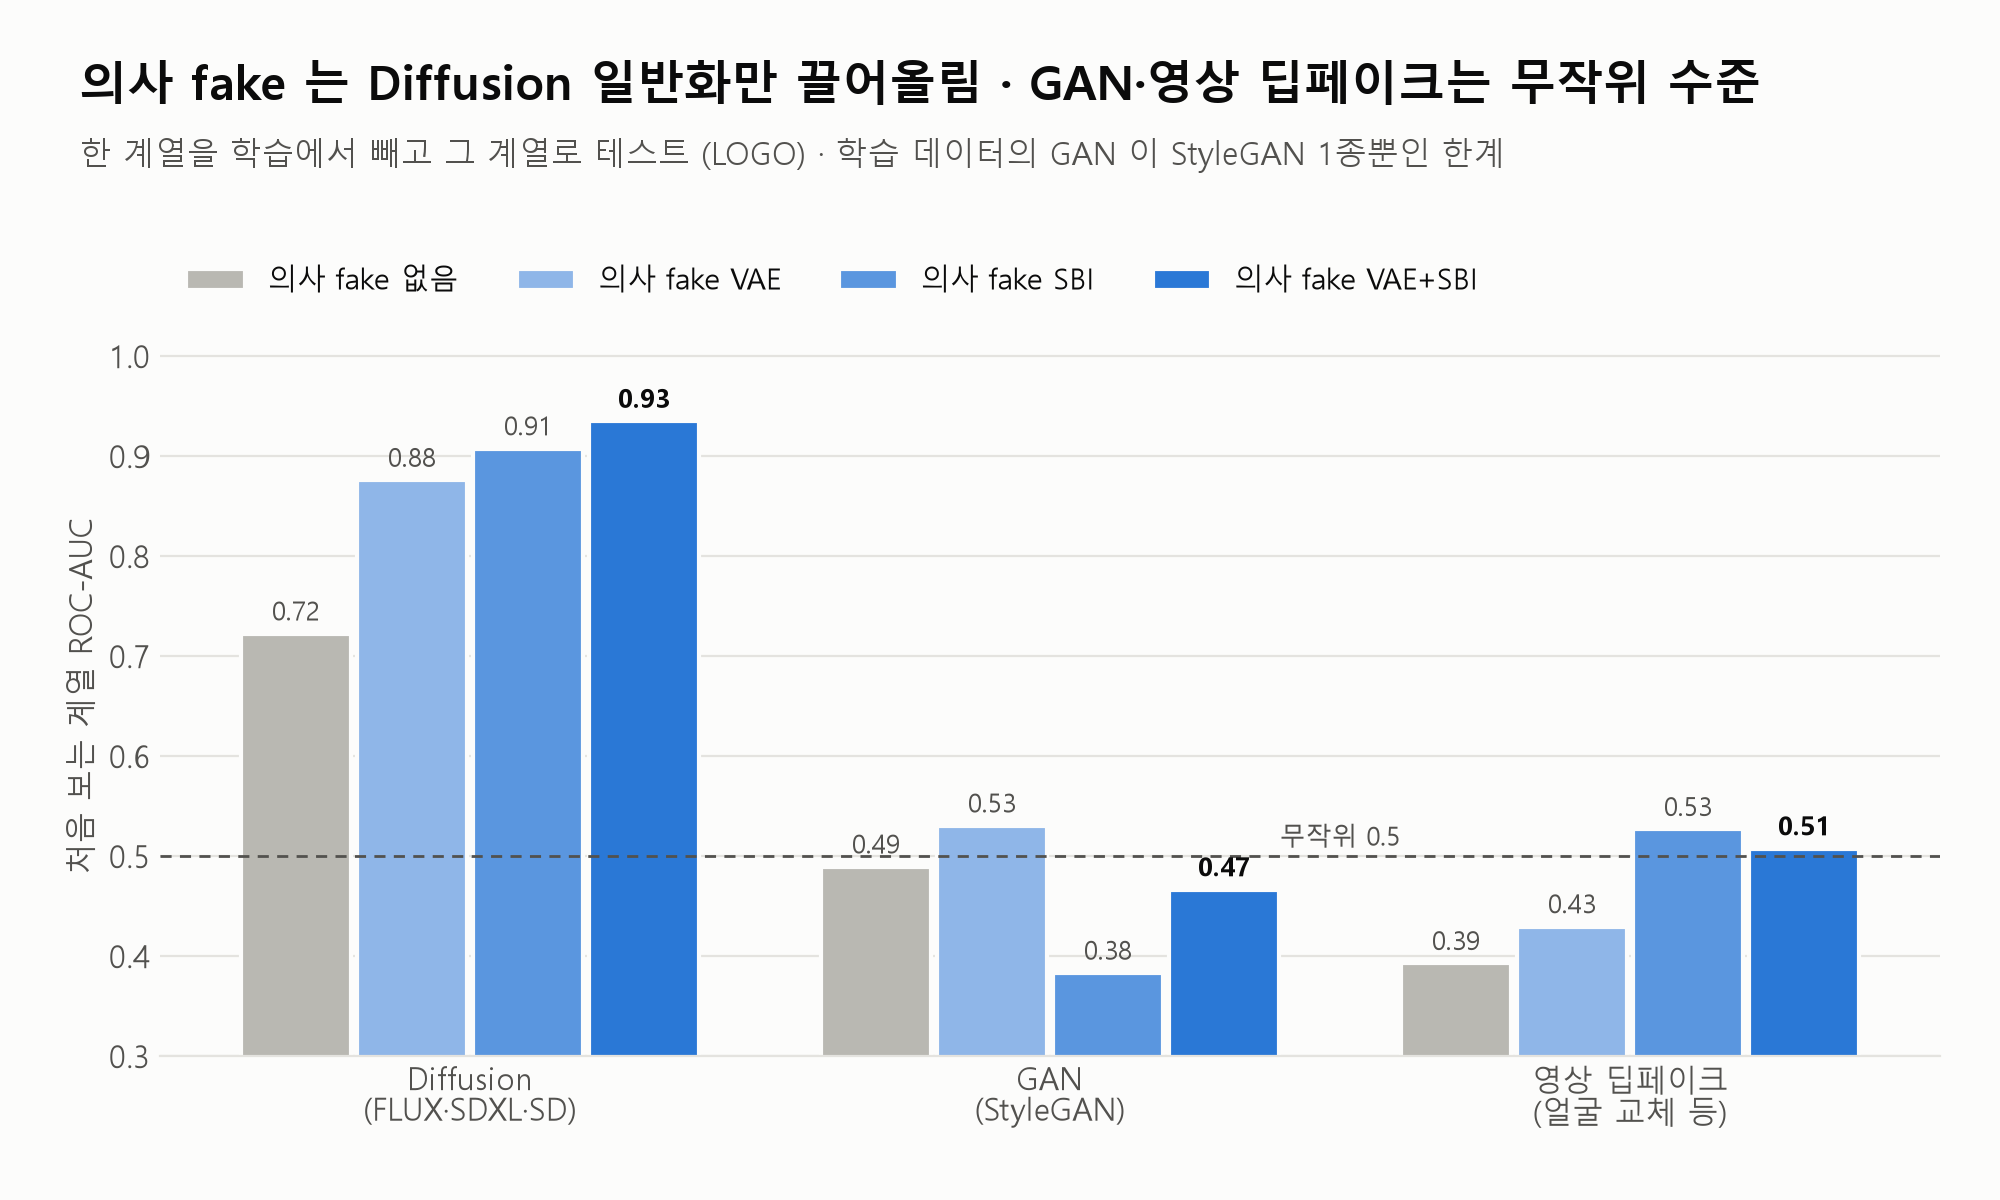 의사 fake 는 Diffusion 일반화만 끌어올림 · GAN·영상 딥페이크는 무작위 수준
한 계열을 학습에서 빼고 그 계열로 테스트 (LOGO) · 학습 데이터의 GAN 이 StyleGAN 1종뿐인 한계
의사 fake 없음
의사 fake VAE
의사 fake SBI
의사 fake VAE+SBI
처음 보는 계열 ROC-AUC
1.0
0.9
0.8
0.7
0.6
0.5
0.4
0.3
0.72
0.88
0.91
0.93
0.49
0.53
0.38
0.47
무작위 0.5
0.39
0.43
0.53
0.51
Diffusion
(FLUX·SDXL·SD)
GAN
(StyleGAN)
영상 딥페이크
(얼굴 교체 등)